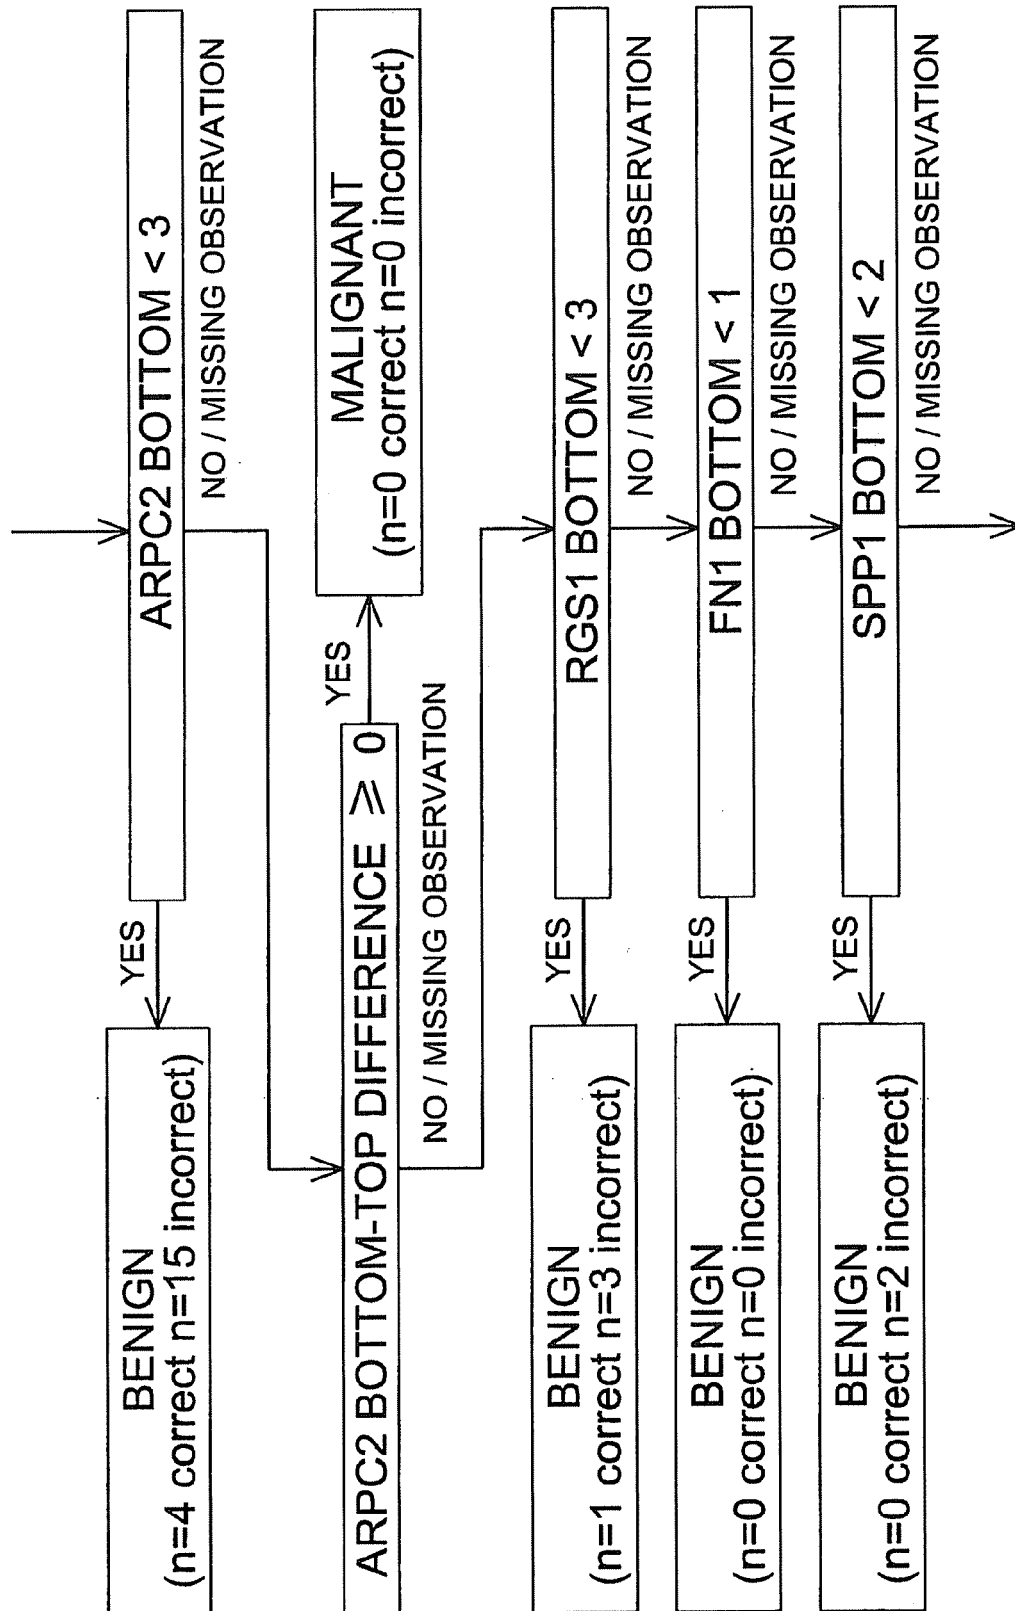 ARPC2 BOTTOM < 3
YES
BENIGN
(n=4 correct n=15 incorrect)
NO / MISSING OBSERVATION
ARPC2 BOTTOM-TOP DIFFERENCE ⩾ 0
YES
MALIGNANT
(n=0 correct n=0 incorrect)
NO / MISSING OBSERVATION
RGS1 BOTTOM < 3
YES
BENIGN
(n=1 correct n=3 incorrect)
NO / MISSING OBSERVATION
FN1 BOTTOM < 1
YES
BENIGN
(n=0 correct n=0 incorrect)
NO / MISSING OBSERVATION
SPP1 BOTTOM < 2
YES
BENIGN
(n=0 correct n=2 incorrect)
NO / MISSING OBSERVATION